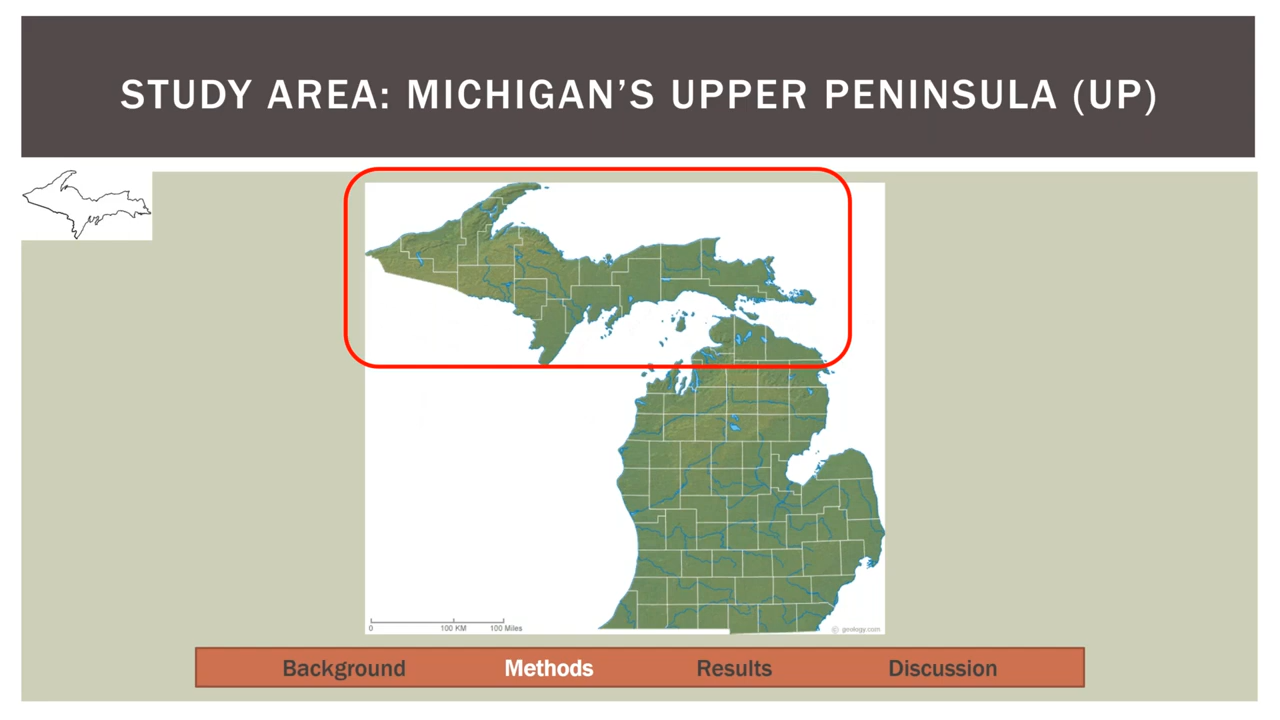 STUDY AREA: MICHIGAN'S UPPER PENINSULA (UP)
0 100 KM 100 Miles
© geology.com
Background Methods Results Discussion